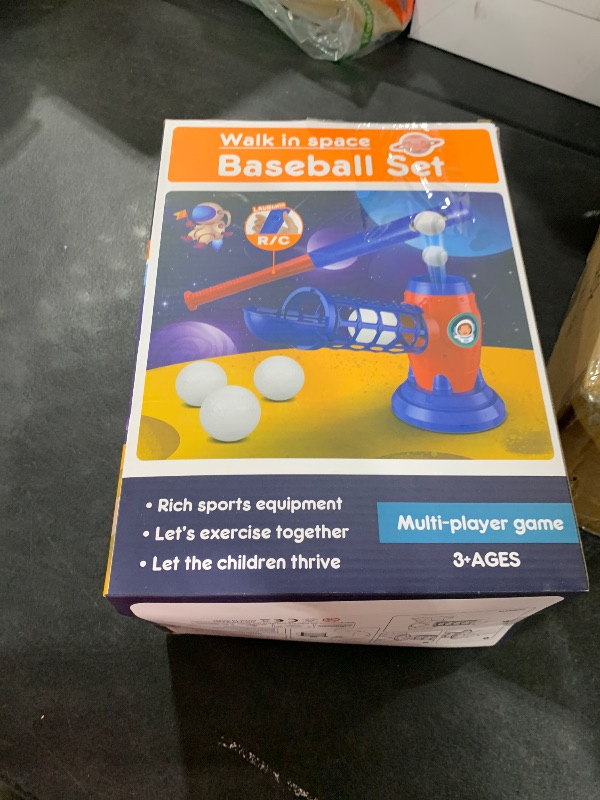 Walk in space
Baseball Set
R/C
• Rich sports equipment
• Let's exercise together
• Let the children thrive
Multi-player game
3+AGES
CE